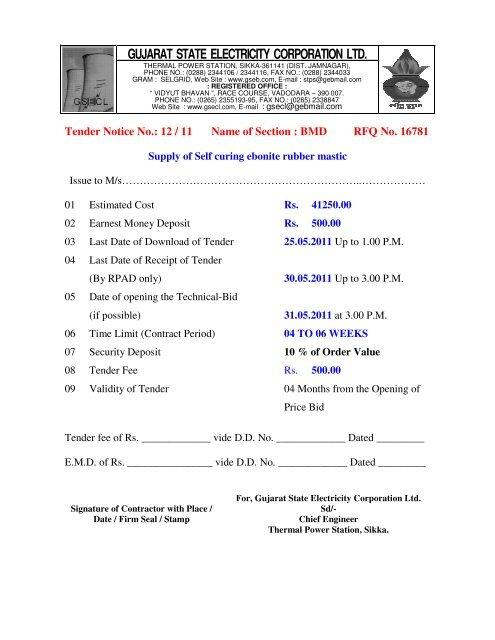 GUJARAT STATE ELECTRICITY CORPORATION LTD.
THERMAL POWER STATION, SIKKA-361141 (DIST. JAMNAGAR),
PHONE NO.: (0288) 2344106 / 2344116, FAX NO.: (0288) 2344033
GRAM : SELGRID, Web Site : www.gseb.com, E-mail : stps@gebmail.com
: REGISTERED OFFICE :
" VIDYUT BHAVAN ", RACE COURSE, VADODARA – 390 007.
PHONE NO.: (0265) 2355193-95, FAX NO.: (0265) 2338847
Web Site : www.gsecl.com, E-mail : gsecl@gebmail.com
GSECL
Tender Notice No.: 12 / 11 Name of Section : BMD RFQ No. 16781
Supply of Self curing ebonite rubber mastic
Issue to M/s…………………………………………………………..………………
01 Estimated Cost Rs. 41250.00
02 Earnest Money Deposit Rs. 500.00
03 Last Date of Download of Tender 25.05.2011 Up to 1.00 P.M.
04 Last Date of Receipt of Tender
(By RPAD only) 30.05.2011 Up to 3.00 P.M.
05 Date of opening the Technical-Bid
(if possible) 31.05.2011 at 3.00 P.M.
06 Time Limit (Contract Period) 04 TO 06 WEEKS
07 Security Deposit 10 % of Order Value
08 Tender Fee Rs. 500.00
09 Validity of Tender 04 Months from the Opening of
Price Bid
Tender fee of Rs. _____________ vide D.D. No. _____________ Dated _________
E.M.D. of Rs. ________________ vide D.D. No. _____________ Dated _________
For, Gujarat State Electricity Corporation Ltd.
Signature of Contractor with Place / Sd/-
Date / Firm Seal / Stamp Chief Engineer
Thermal Power Station, Sikka.